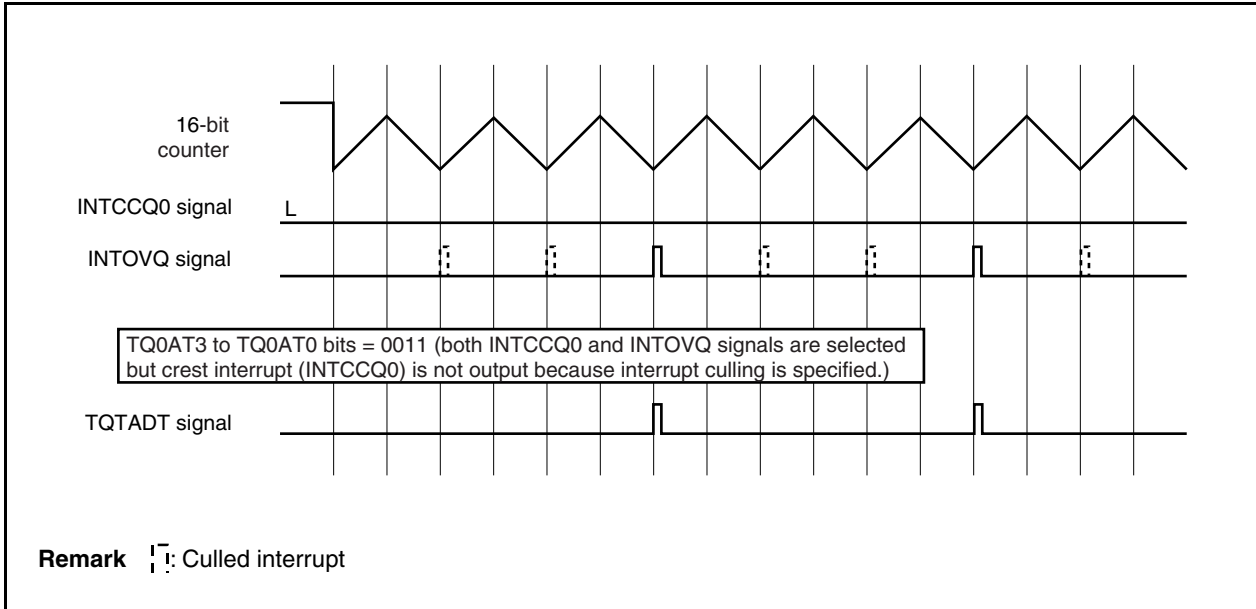 16-bit
counter
INTCCQ0 signal
L
INTOVQ signal
TQ0AT3 to TQ0AT0 bits = 0011 (both INTCCQ0 and INTOVQ signals are selected
but crest interrupt (INTCCQ0) is not output because interrupt culling is specified.)
TQTADT signal
Remark : Culled interrupt